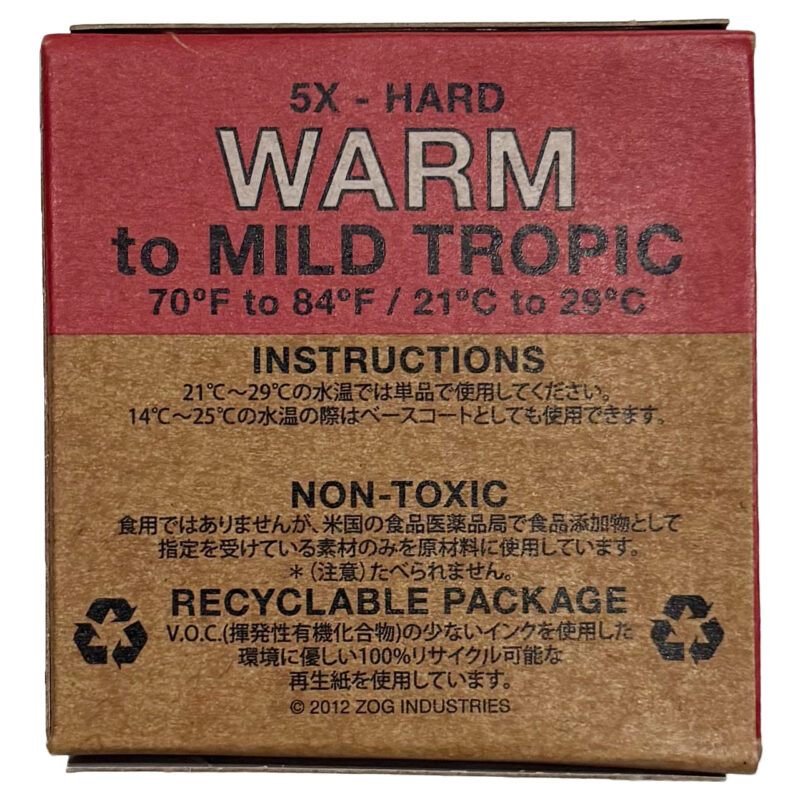 5X - HARD
WARM
to MILD TROPIC
70°F to 84°F / 21°C to 29°C
INSTRUCTIONS
21℃～29℃の水温では単品で使用してください。
14℃～25℃の水温の際はベースコートとしても使用できます。
NON-TOXIC
食用ではありませんが、米国の食品医薬品局で食品添加物として
指定を受けている素材のみを原材料に使用しています。
＊（注意）たべられません。
RECYCLABLE PACKAGE
V.O.C.(揮発性有機化合物)の少ないインクを使用した
環境に優しい100%リサイクル可能な
再生紙を使用しています。
© 2012 ZOG INDUSTRIES